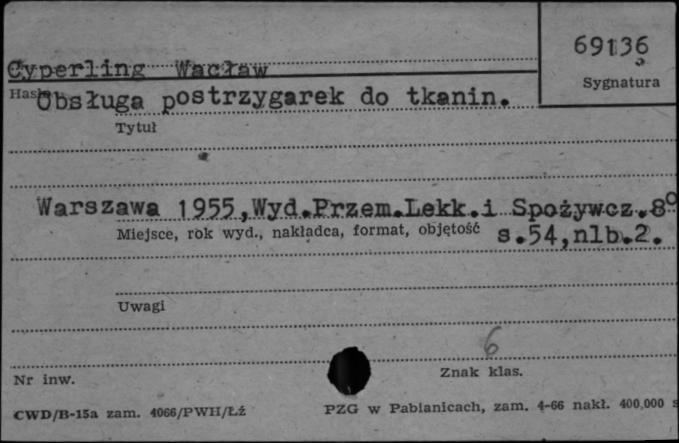 69136
Cyperling Wacław
Sygnatura
Hasło
Obsługa postrzygarek do tkanin.
Tytuł
Warszawa 1955,Wyd.Przem.Lekk.i Spożywcz.8°
Miejsce, rok wyd., nakładca, format, objętość
s.54,nlb.2.
Uwagi
6
Nr inw.
Znak klas.
CWD/B-15a zam. 4066/PWH/Łź
PZG w Pabianicach, zam. 4-66 nakł. 400,000 s